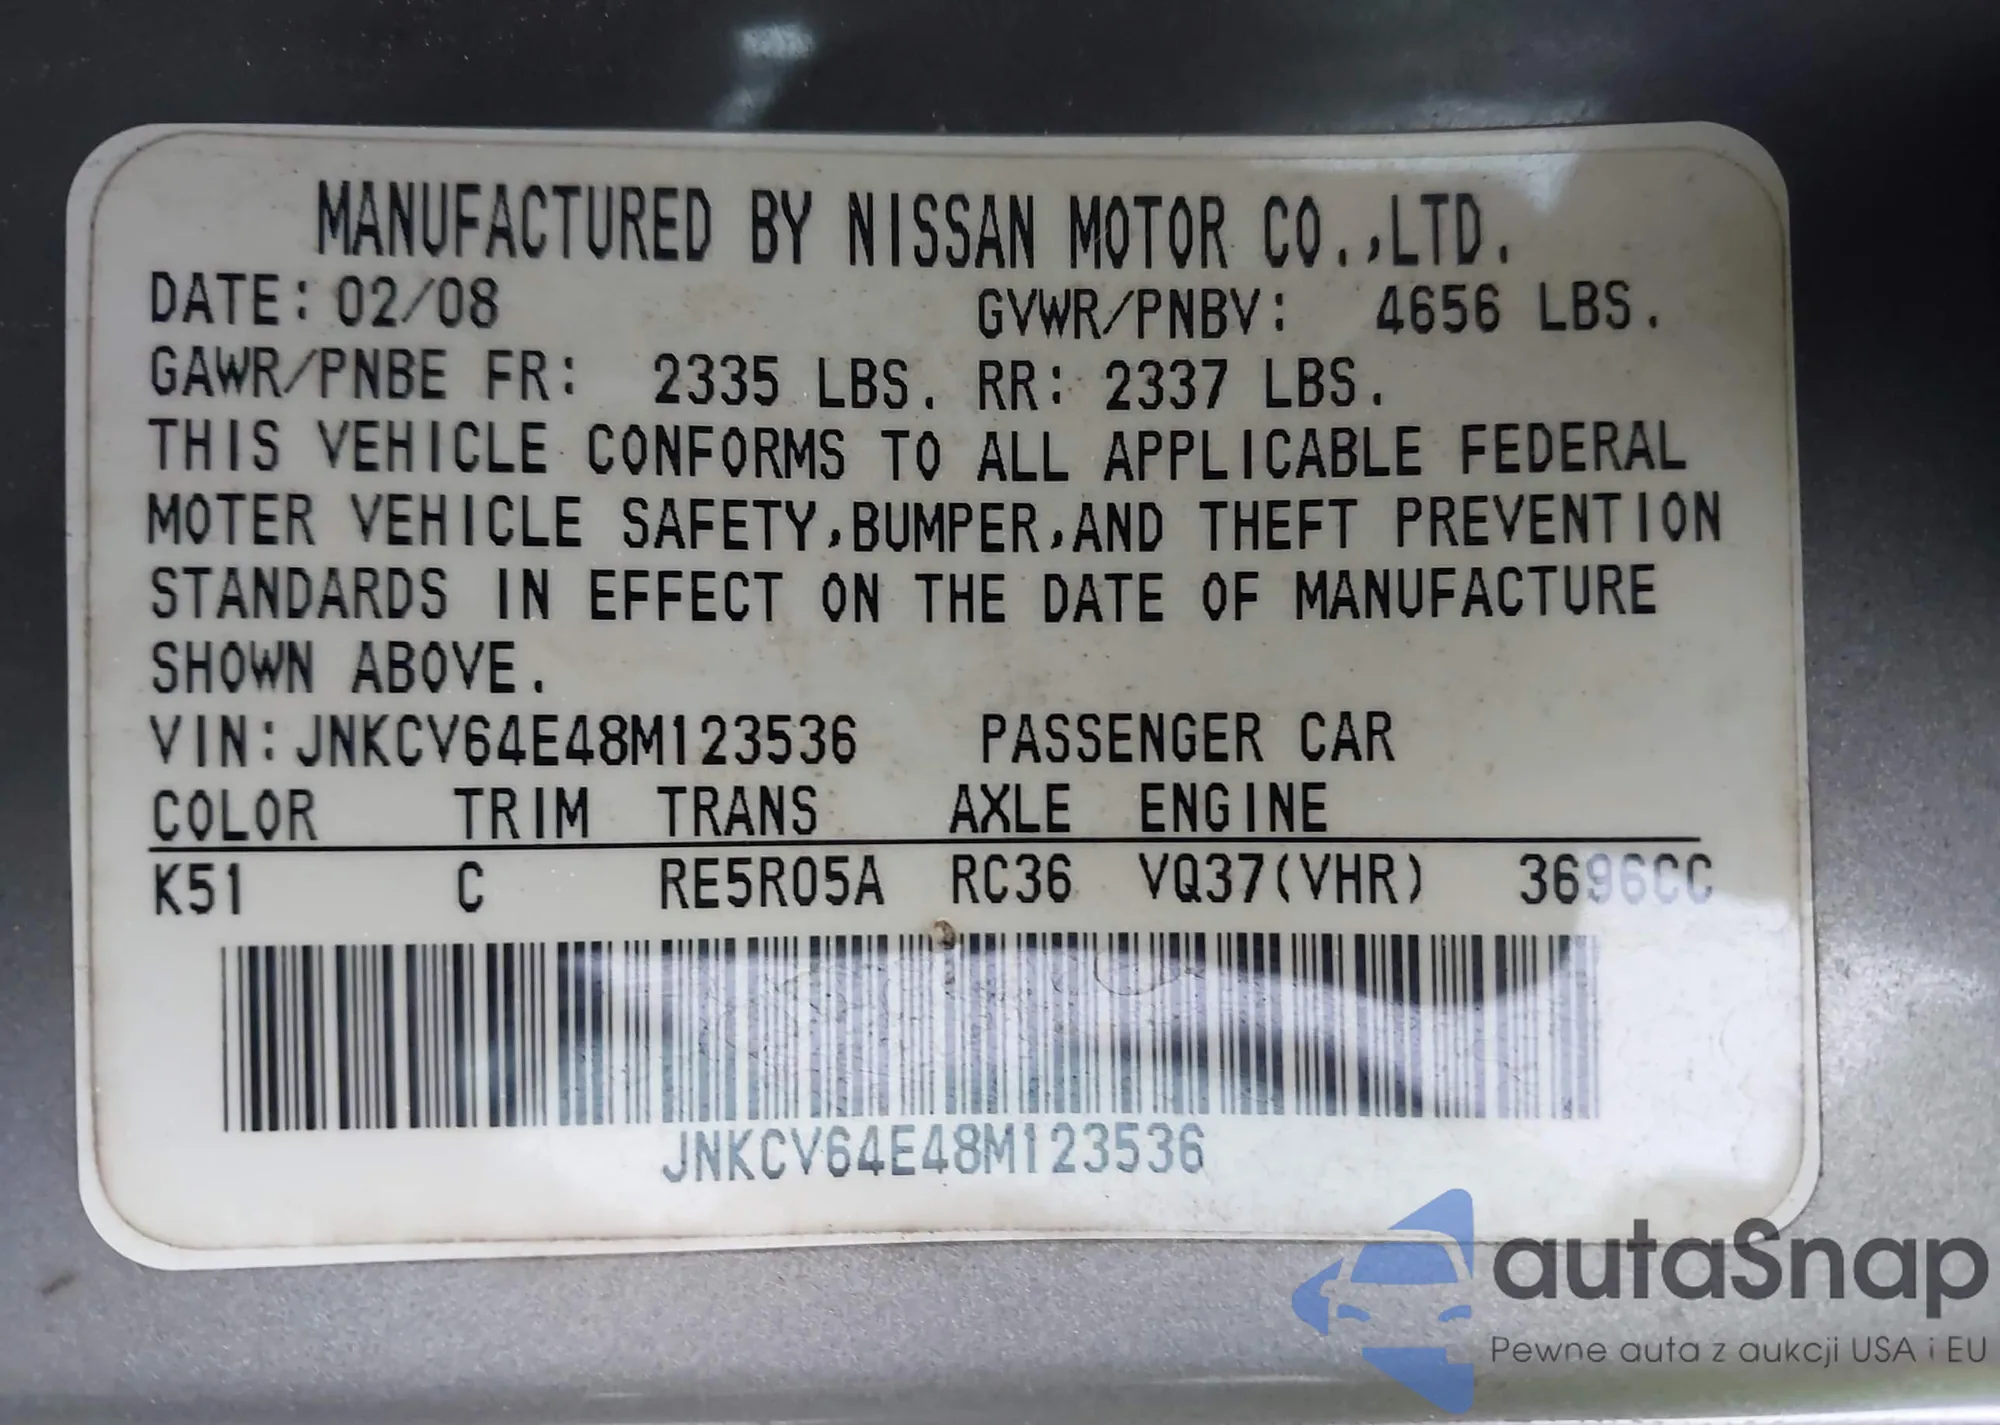 MANUFACTURED BY NISSAN MOTOR CO.,LTD.
DATE: 02/08 GVWR/PNBV: 4656 LBS.
GAWR/PNBE FR: 2335 LBS. RR: 2337 LBS.
THIS VEHICLE CONFORMS TO ALL APPLICABLE FEDERAL
MOTER VEHICLE SAFETY,BUMPER,AND THEFT PREVENTION
STANDARDS IN EFFECT ON THE DATE OF MANUFACTURE
SHOWN ABOVE.
VIN:JNKCV64E48M123536 PASSENGER CAR
COLOR TRIM TRANS AXLE ENGINE
K51 C RE5R05A RC36 VQ37(VHR) 3696CC
JNKCV64E48M123536
autaSnap
Pewne auta z aukcji USA i EU